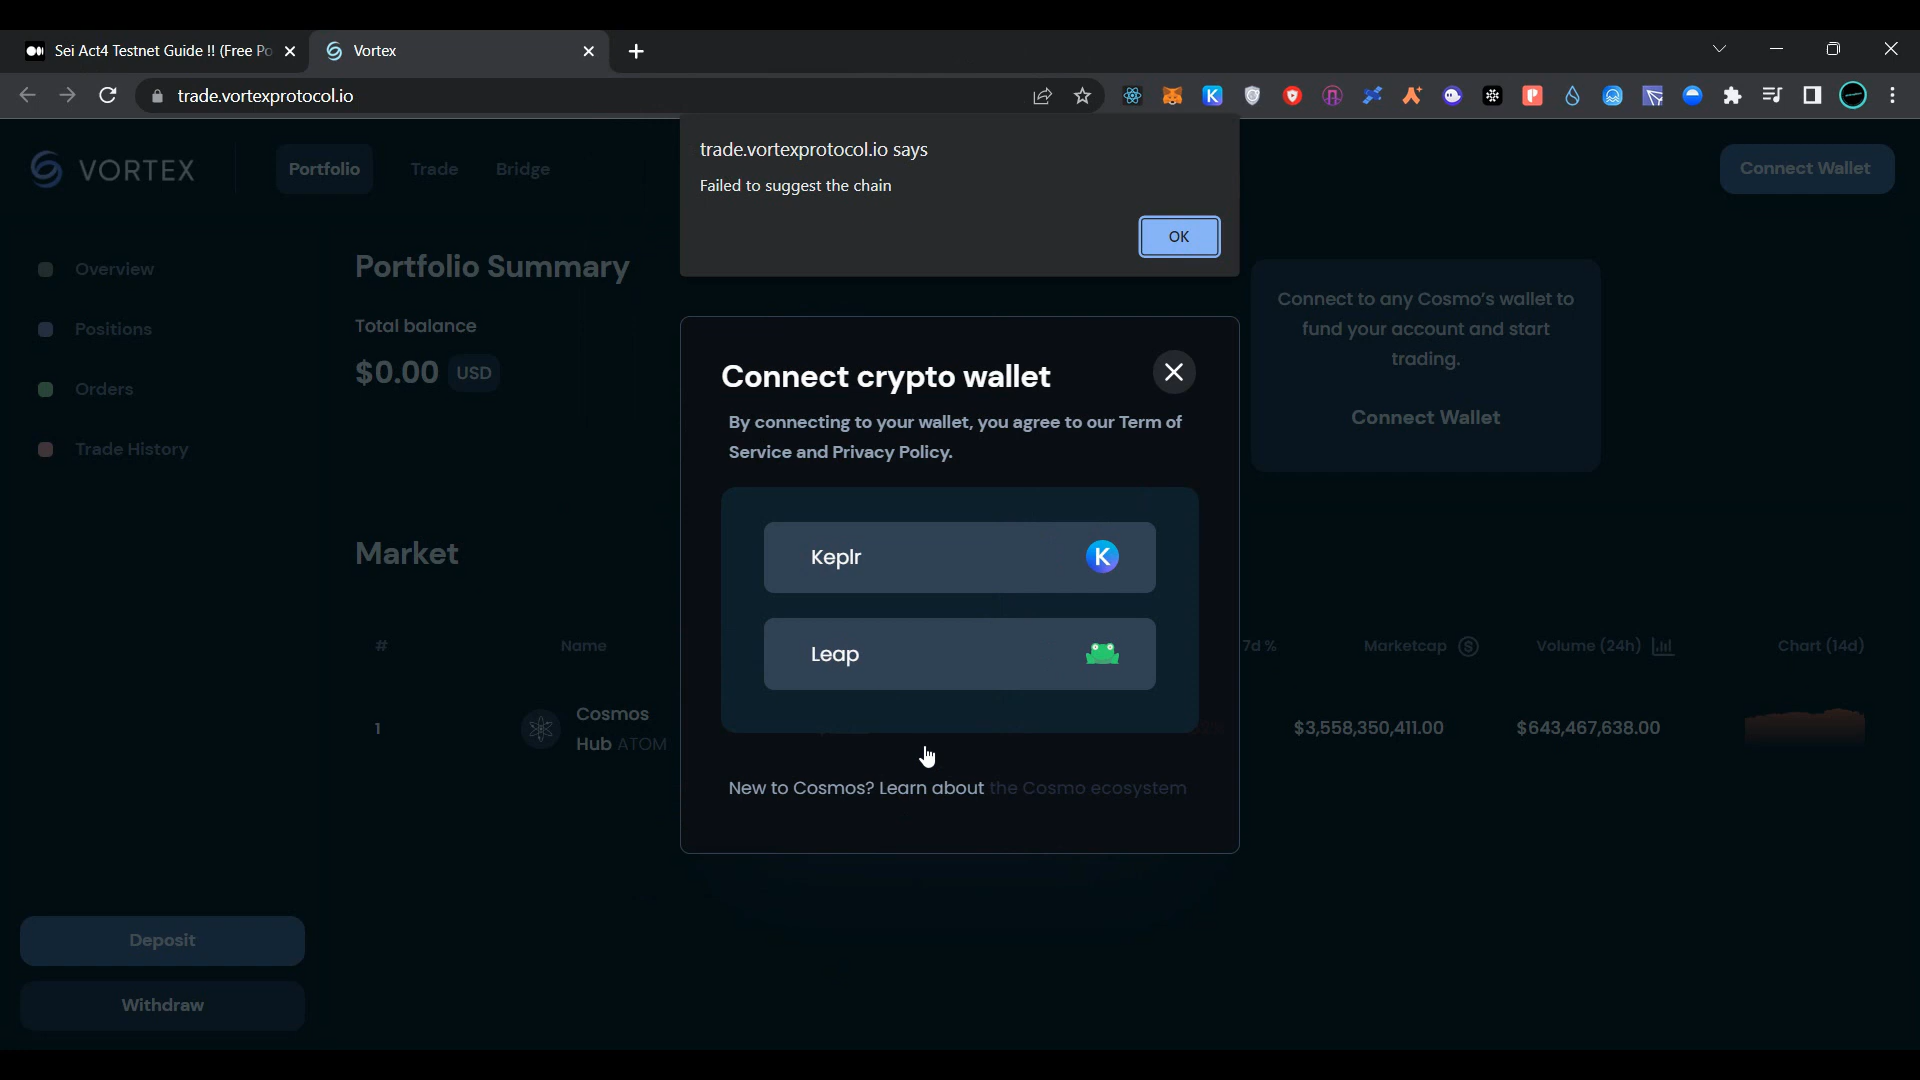 Sei Act4 Testnet Guide !! (Free Po
Vortex
trade.vortexprotocol.io
trade.vortexprotocol.io says
Failed to suggest the chain
OK
VORTEX
Portfolio
Trade
Bridge
Connect Wallet
Overview
Positions
Orders
Trade History
Portfolio Summary
Total balance
$0.00 USD
Connect to any Cosmo's wallet to
fund your account and start
trading.
Connect Wallet
Connect crypto wallet
By connecting to your wallet, you agree to our Term of
Service and Privacy Policy.
Keplr
K
Leap
New to Cosmos? Learn about the Cosmo ecosystem
Market
#
Name
7d %
Marketcap
Volume (24h)
Chart (14d)
1
Cosmos
Hub ATOM
$3,558,350,411.00
$643,467,638.00
Deposit
Withdraw